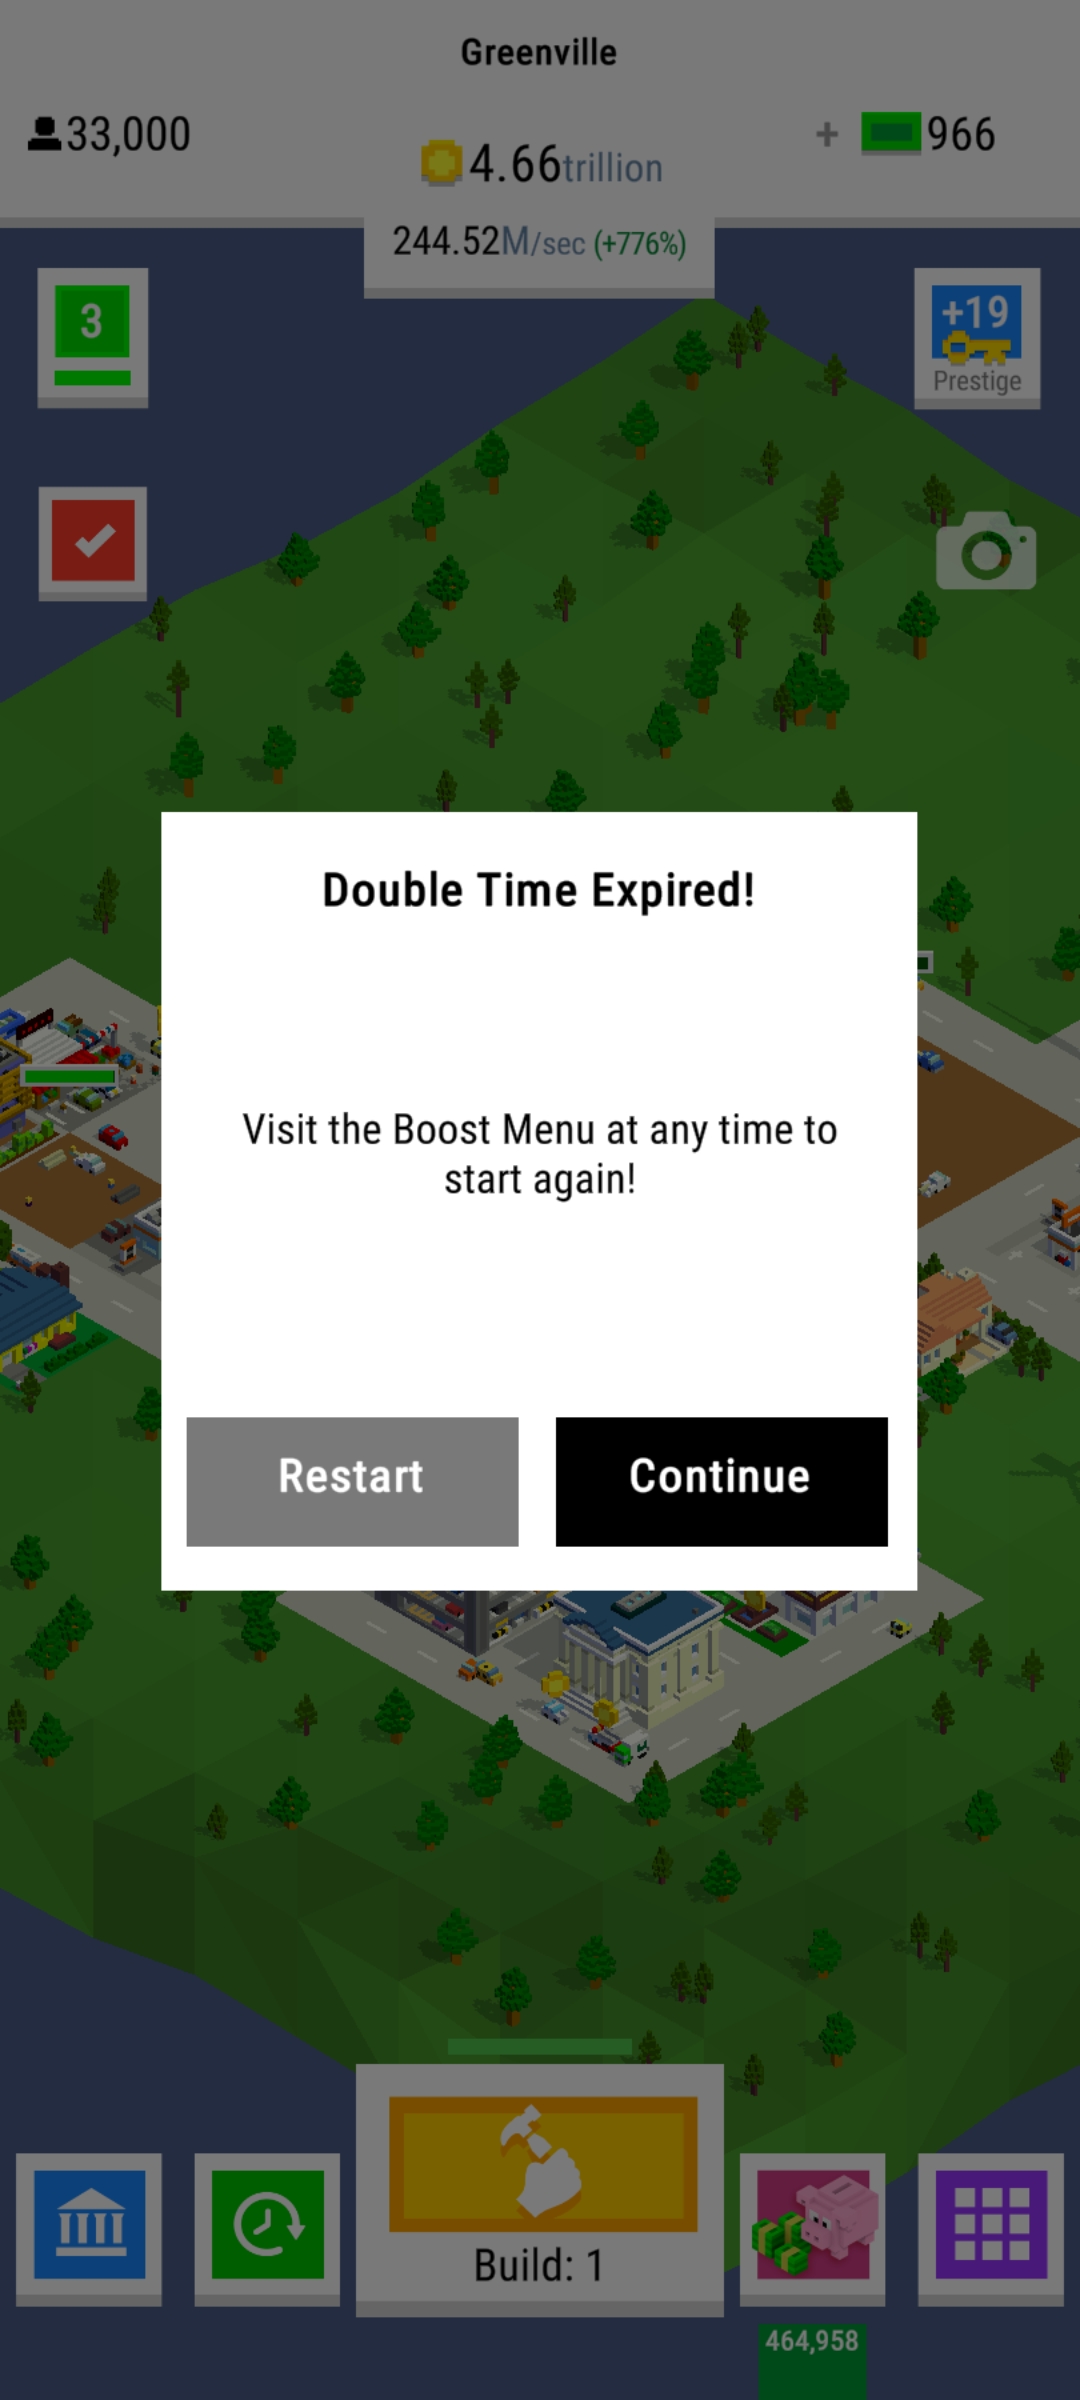 Greenville
33,000
4.66trillion
+ 966
244.52M/sec (+776%)
3
+19
Prestige
Double Time Expired!
Visit the Boost Menu at any time to
start again!
Restart
Continue
Build: 1
464,958